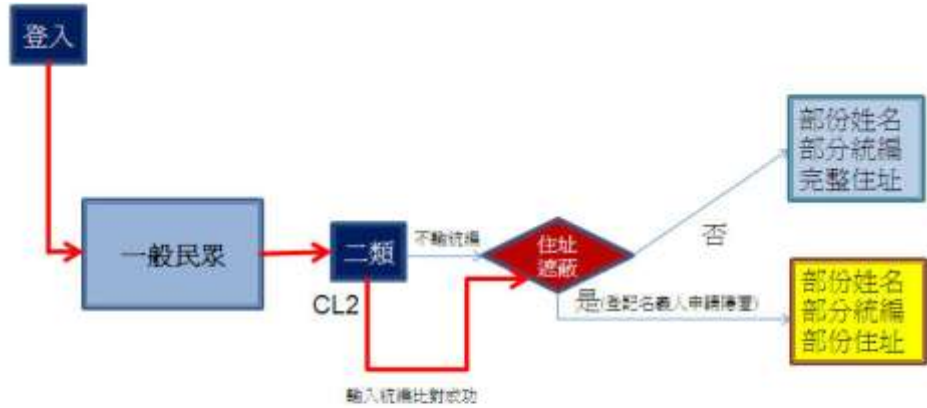 登入
部份姓名
部分統編
完整住址
一般民眾
二類
CL2
不輸統編
住址
遮蔽
否
是(登記名義人申請隱匿)
部份姓名
部分統編
部份住址
輸入統編比對成功